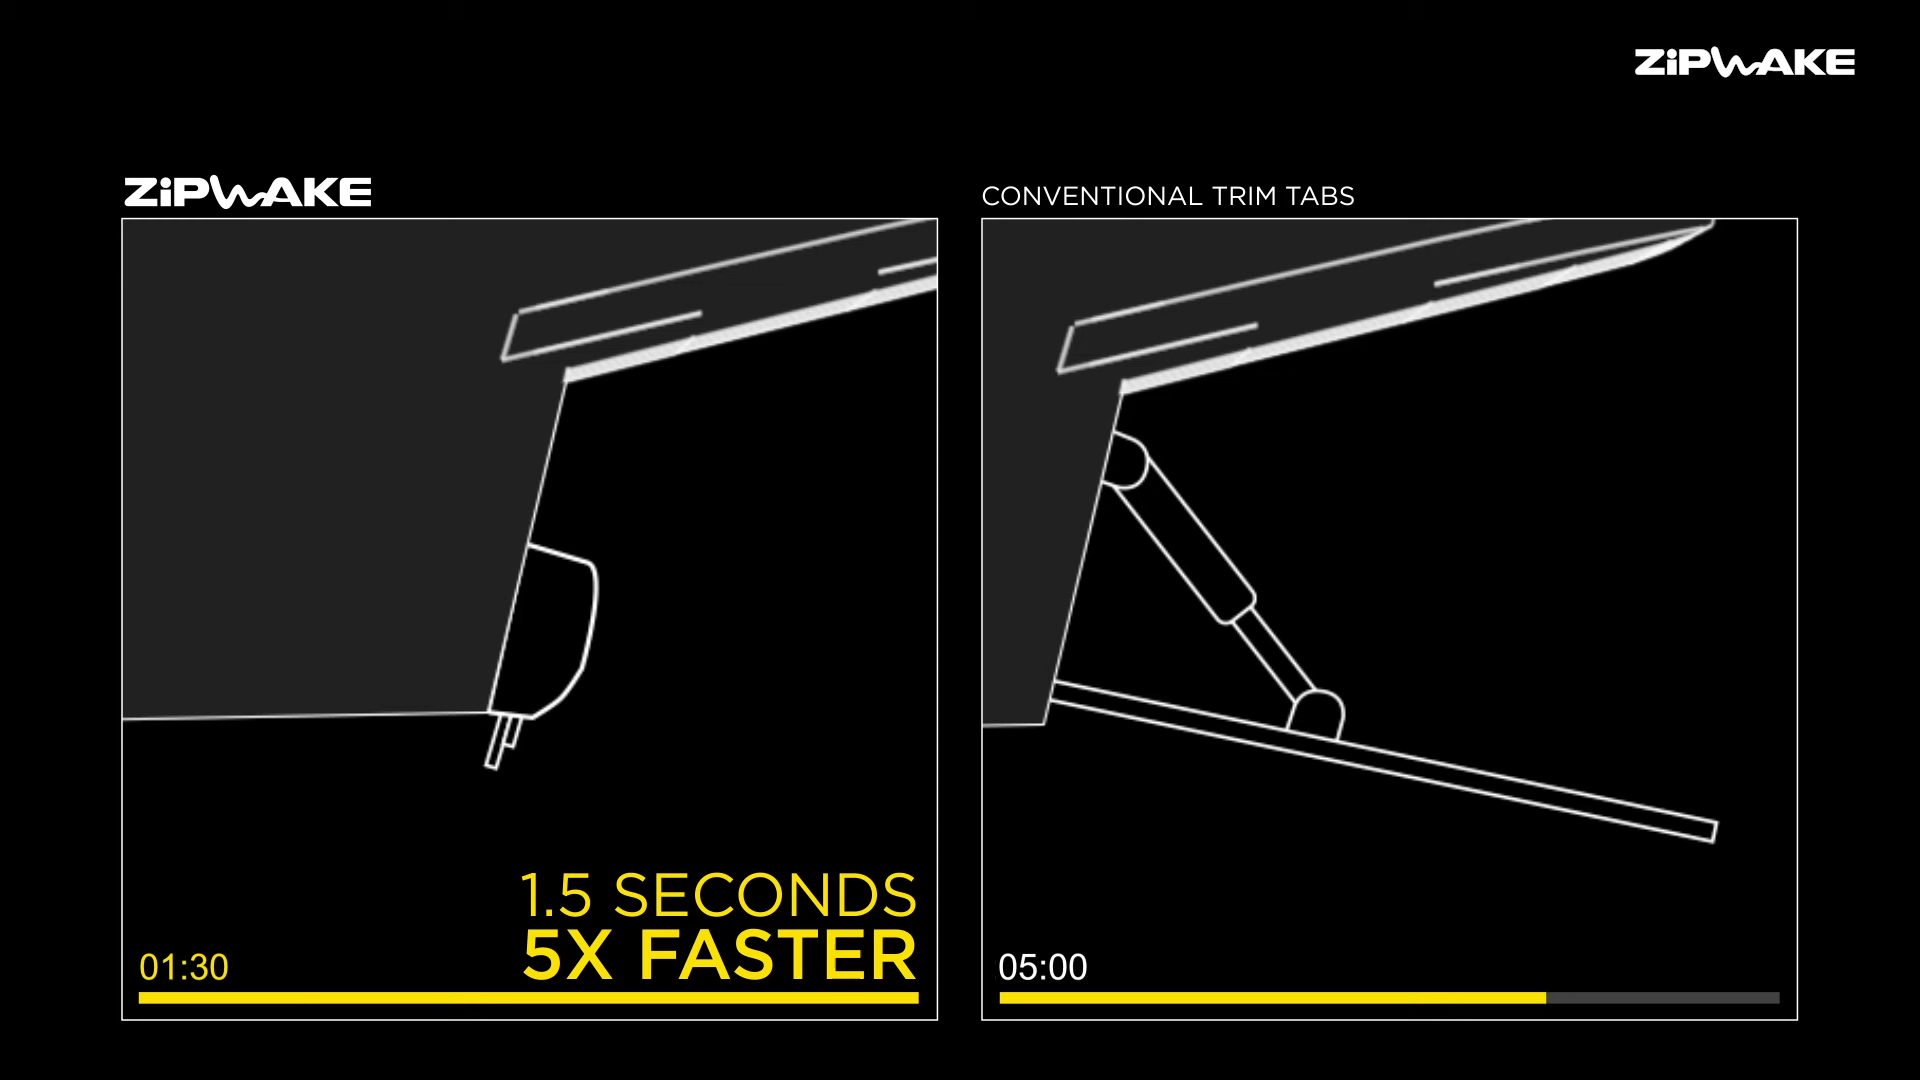 ZiPWAKE
ZiPWAKE
CONVENTIONAL TRIM TABS
1.5 SECONDS
5X FASTER
01:30
05:00